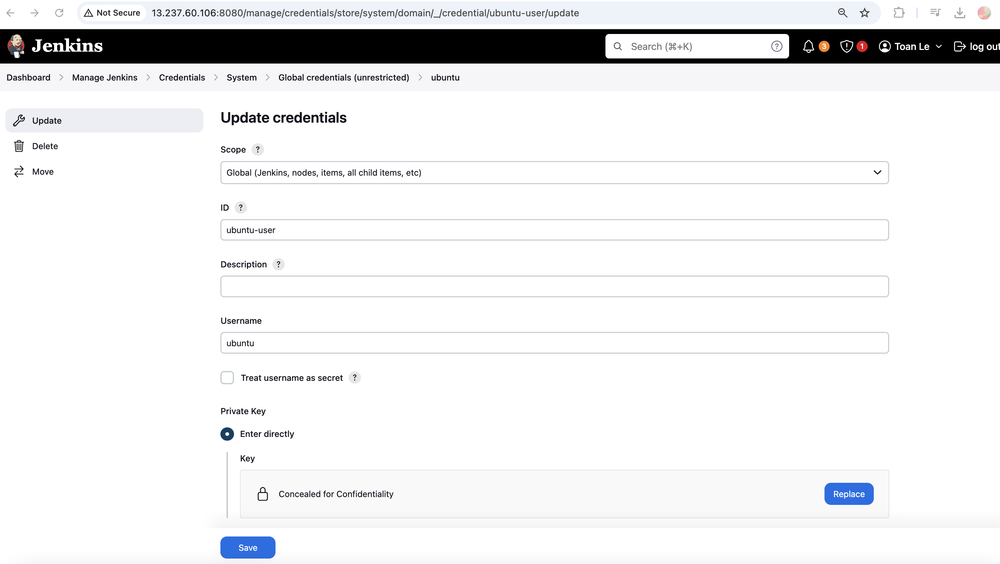 Not Secure 13.237.60.106:8080/manage/credentials/store/system/domain/_/credential/ubuntu-user/update
Jenkins
Search (⌘+K) ?
3
1
Toan Le
log out
Dashboard > Manage Jenkins > Credentials > System > Global credentials (unrestricted) > ubuntu
Update
Delete
Move
Update credentials
Scope ?
Global (Jenkins, nodes, items, all child items, etc)
ID ?
ubuntu-user
Description ?
Username
ubuntu
Treat username as secret ?
Private Key
Enter directly
Key
Concealed for Confidentiality
Replace
Save